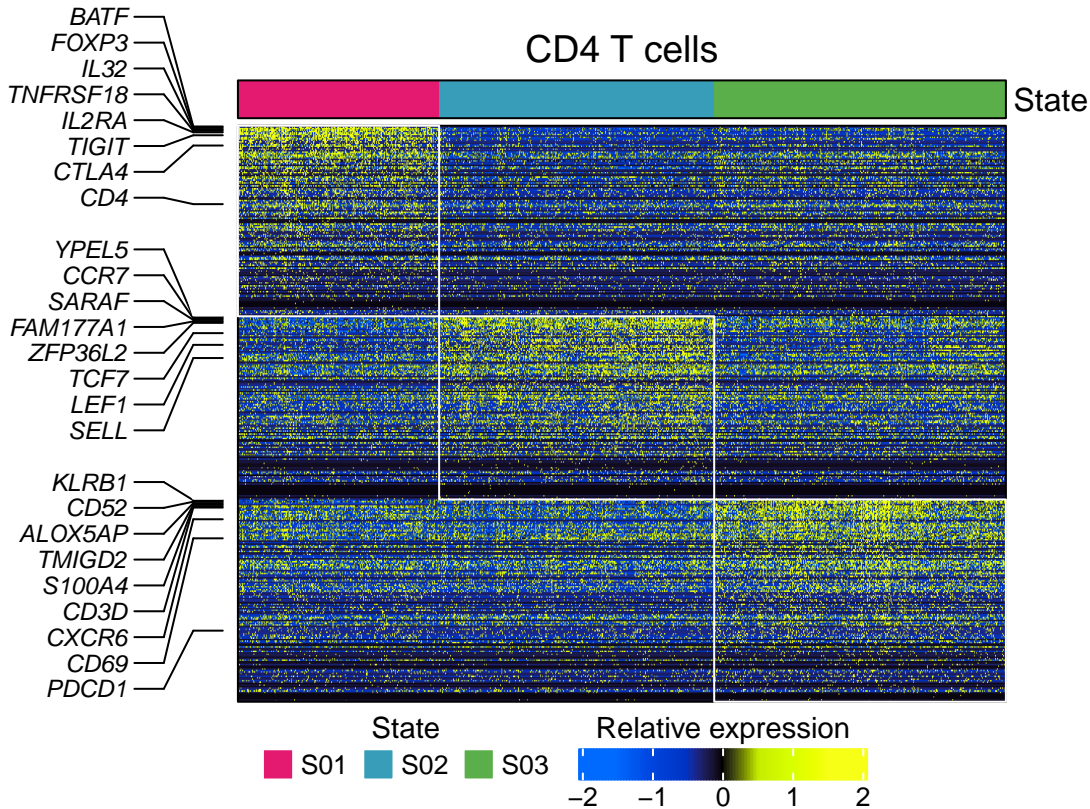 CD4 T cells
State
BATF
FOXP3
IL32
TNFRSF18
IL2RA
TIGIT
CTLA4
CD4
YPEL5
CCR7
SARAF
FAM177A1
ZFP36L2
TCF7
LEF1
SELL
KLRB1
CD52
ALOX5AP
TMIGD2
S100A4
CD3D
CXCR6
CD69
PDCD1
State
S01 S02 S03
Relative expression
−2 −1 0 1 2